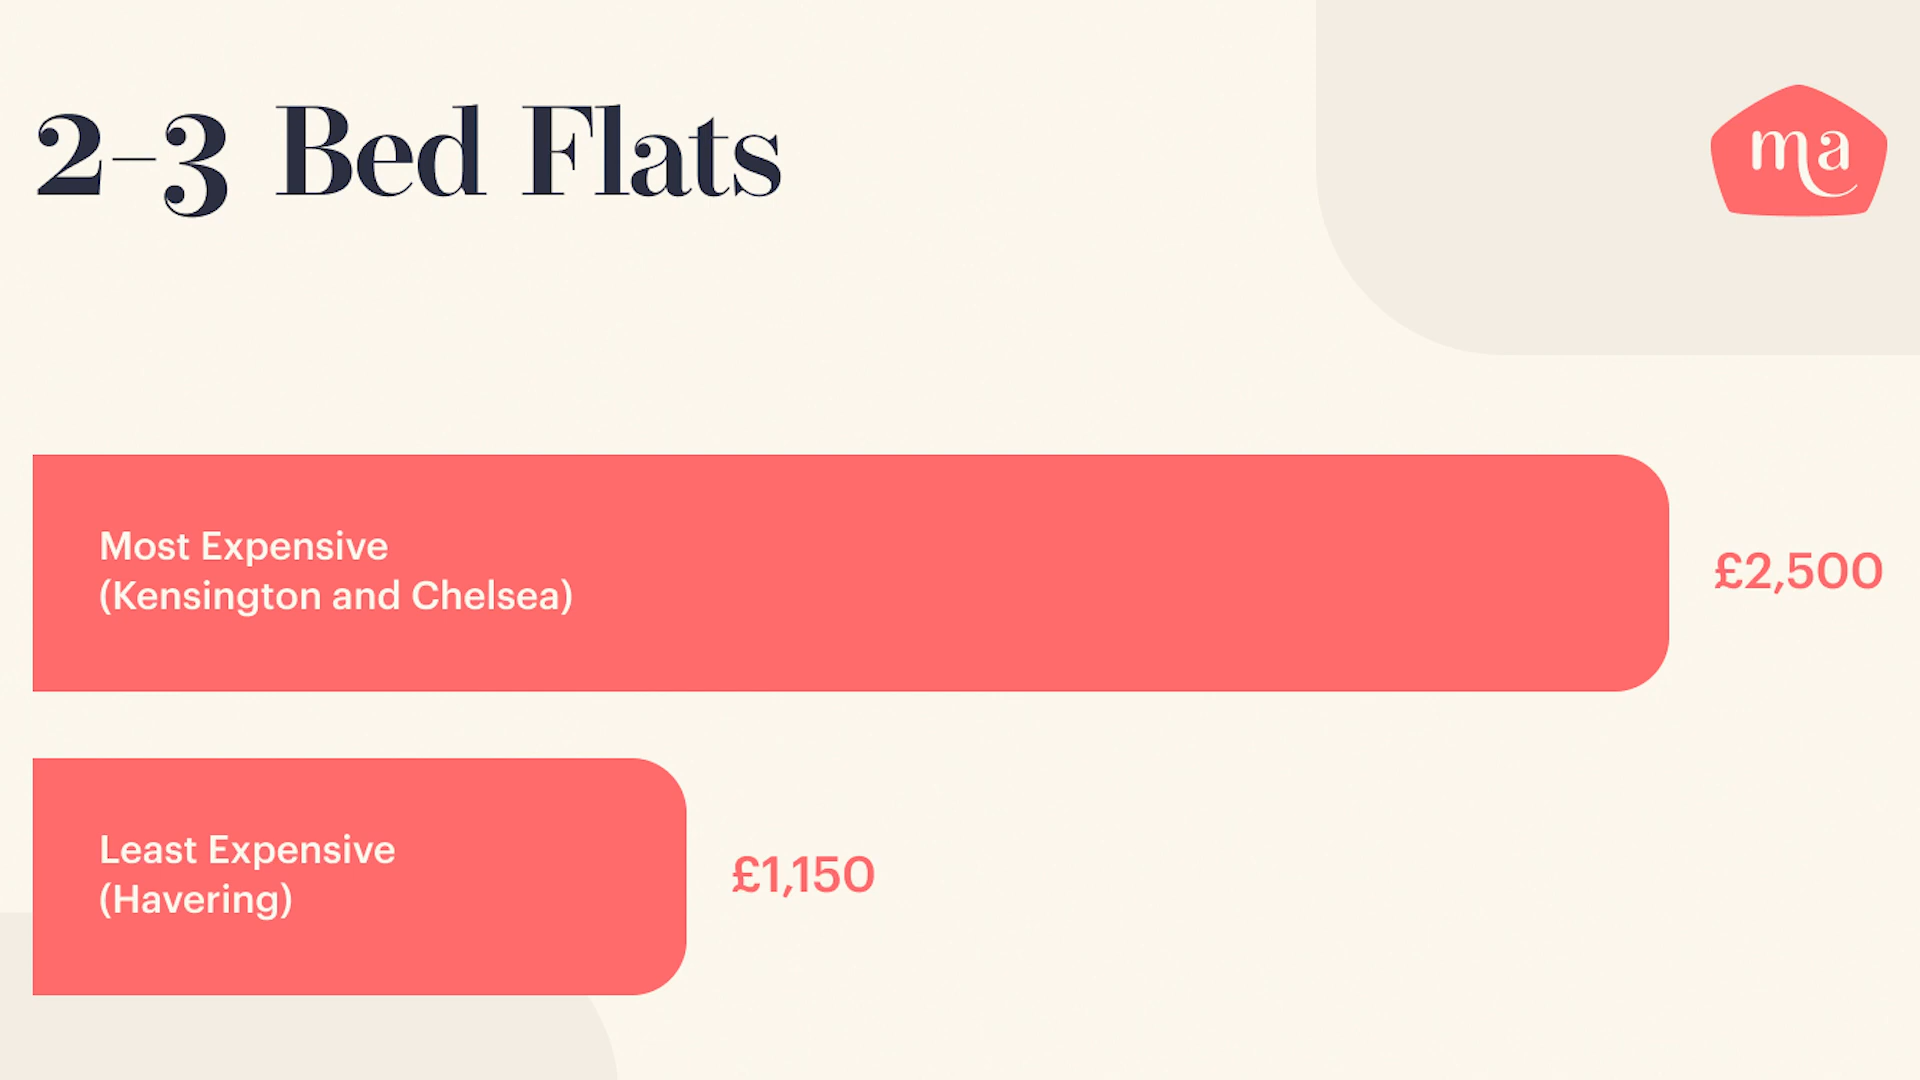 2–3 Bed Flats
ma
Most Expensive
(Kensington and Chelsea)
£2,500
Least Expensive
(Havering)
£1,150